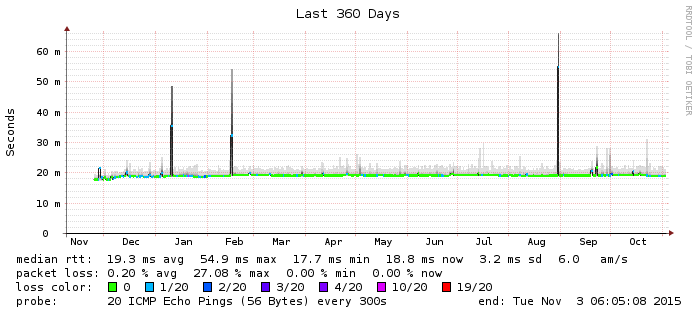 Last 360 Days
RRDTOOL / TOBI OETIKER
Seconds
60 m
50 m
40 m
30 m
20 m
10 m
0
Nov Dec Jan Feb Mar Apr May Jun Jul Aug Sep Oct
median rtt: 19.3 ms avg 54.9 ms max 17.7 ms min 18.8 ms now 3.2 ms sd 6.0 am/s
packet loss: 0.20 % avg 27.08 % max 0.00 % min 0.00 % now
loss color: 0 1/20 2/20 3/20 4/20 10/20 19/20
probe: 20 ICMP Echo Pings (56 Bytes) every 300s end: Tue Nov 3 06:05:08 2015